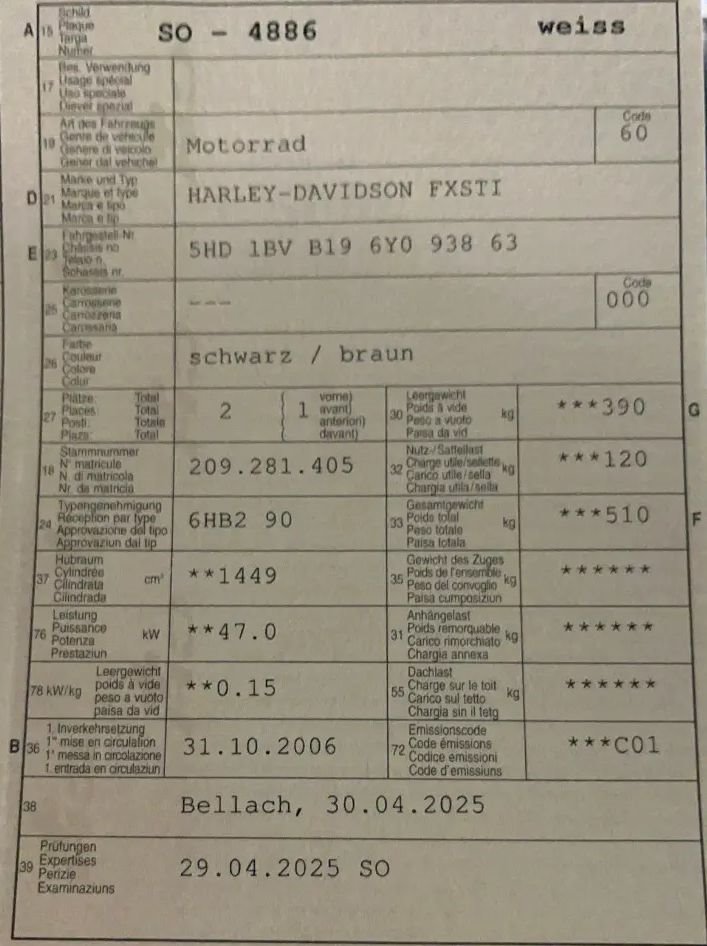 A 15 Schild
Plaque
Targa
Numer
SO - 4886 weiss
17 Bes. Verwendung
Usage spécial
Uso speciale
Diever spezial
19 Art des Fahrzeugs
Genre de véhicule
Genere di veicolo
Gener dal vehichel
Motorrad
Code
60
D 21 Marke und Typ
Marque et type
Marca e tipo
Marca e tip
HARLEY-DAVIDSON FXSTI
E 23 Fahrgestell-Nr
Châssis no
Telaio n.
Schassis nr.
5HD 1BV B19 6Y0 938 63
25 Karosserie
Carrosserie
Carrozzeria
Carossaria
---
Code
000
26 Farbe
Couleur
Colore
Colur
schwarz / braun
27 Plätze: Total
Places: Total
Posti: Totale
Plazs: Total
2
( vorne)
( 1 avant)
( anteriori)
( davant)
30 Leergewicht
Poids à vide
Peso a vuoto
Paisa da vid
kg
***390
G
18 Stammnummer
N° matricule
N. di matricola
Nr. da matricla
209.281.405
32 Nutz-/Sattellast
Charge utile/sellette
Carico utile/sella
Chargia utila/sella
kg
***120
24 Typengenehmigung
Réception par type
Approvazione del tipo
Approvaziun dal tip
6HB2 90
33 Gesamtgewicht
Poids total
Peso totale
Paisa totala
kg
***510
F
37 Hubraum
Cylindrée
Cilindrata
Cilindrada
cm³
**1449
35 Gewicht des Zuges
Poids de l'ensemble
Peso del convoglio
Paisa cumposiziun
kg
******
76 Leistung
Puissance
Potenza
Prestaziun
kW
**47.0
31 Anhängelast
Poids remorquable
Carico rimorchiato
Chargia annexa
kg
******
78 kW/kg
Leergewicht
poids à vide
peso a vuoto
paisa da vid
**0.15
55 Dachlast
Charge sur le toit
Carico sul tetto
Chargia sin il tetg
kg
******
B 36 1. Inverkehrsetzung
1re mise en circulation
1a messa in circolazione
1. entrada en circulaziun
31.10.2006
72 Emissionscode
Code émissions
Codice emissioni
Code d'emissiuns
***C01
38 Bellach, 30.04.2025
39 Prüfungen
Expertises
Perizie
Examinaziuns
29.04.2025 SO